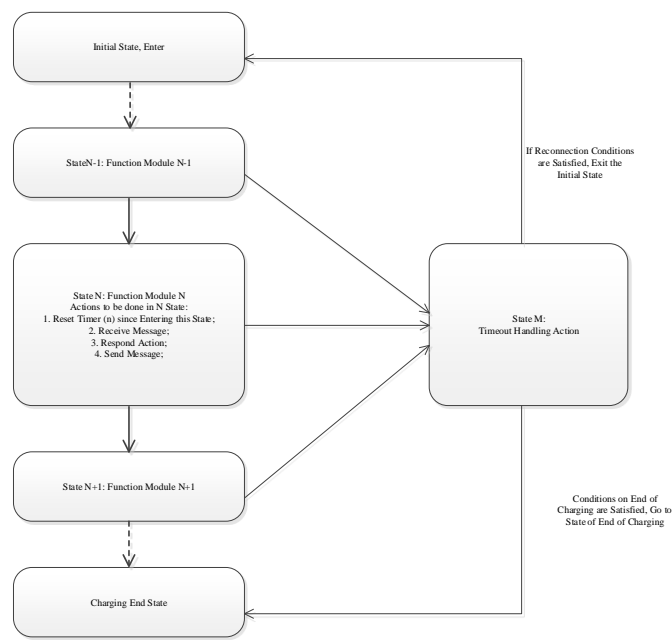 Initial State, Enter
StateN-1: Function Module N-1
If Reconnection Conditions
are Satisfied, Exit the
Initial State
State N: Function Module N
Actions to be done in N State:
1. Reset Timer (n) since Entering this State;
2. Receive Message;
3. Respond Action;
4. Send Message;
State M:
Timeout Handling Action
State N+1: Function Module N+1
Conditions on End of
Charging are Satisfied, Go to
State of End of Charging
Charging End State